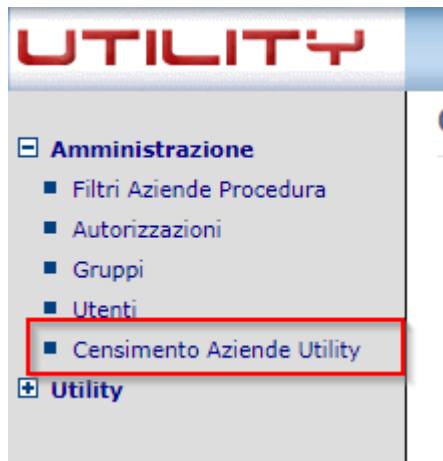 UTILITY
Amministrazione
Filtri Aziende Procedura
Autorizzazioni
Gruppi
Utenti
Censimento Aziende Utility
Utility